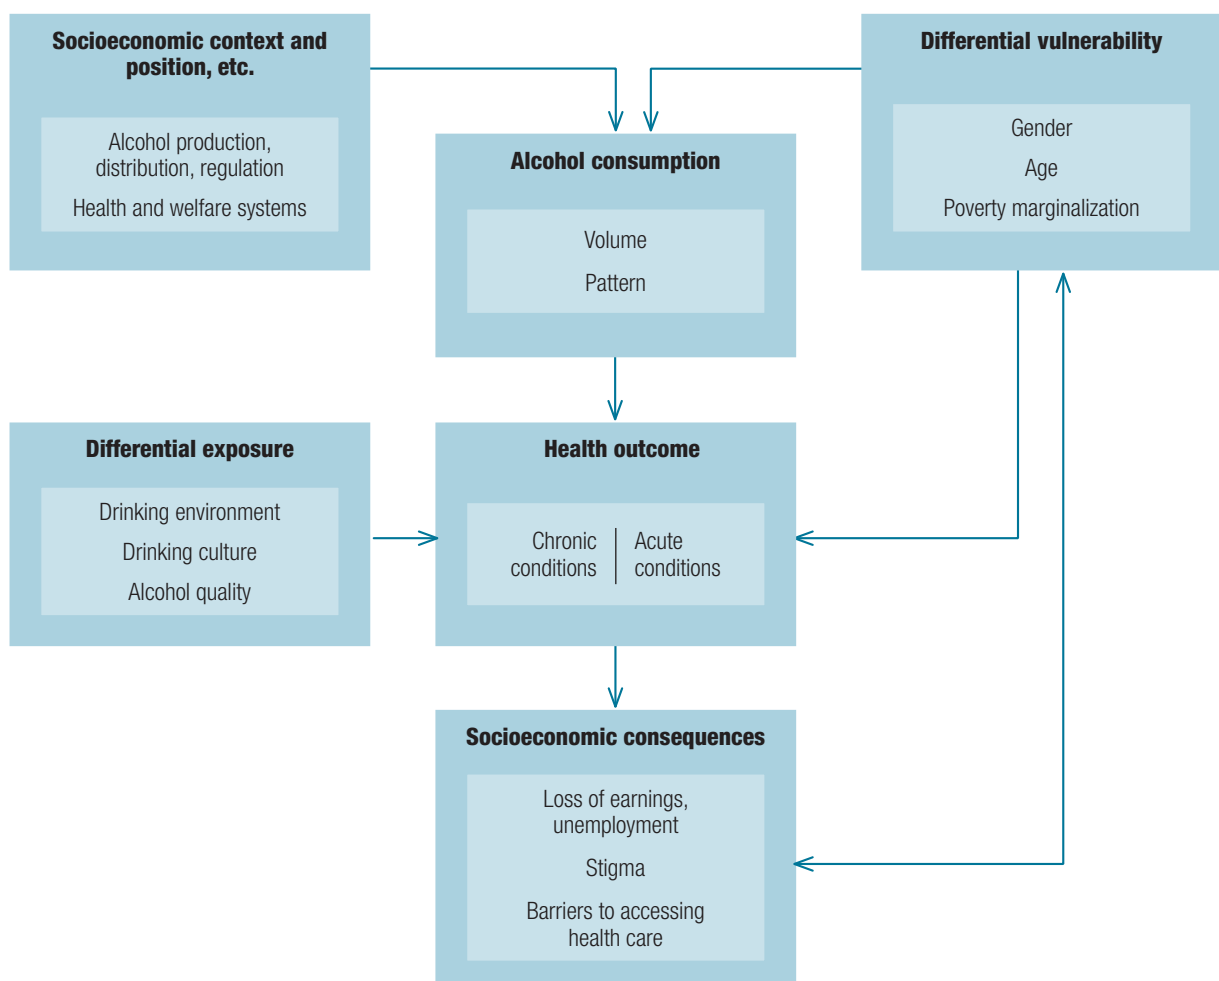 Socioeconomic context and
position, etc.
Alcohol production,
distribution, regulation
Health and welfare systems
Differential vulnerability
Gender
Age
Poverty marginalization
Alcohol consumption
Volume
Pattern
Differential exposure
Drinking environment
Drinking culture
Alcohol quality
Health outcome
Chronic
conditions
Acute
conditions
Socioeconomic consequences
Loss of earnings,
unemployment
Stigma
Barriers to accessing
health care